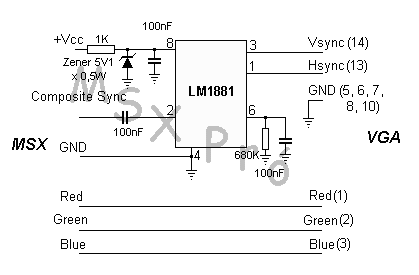 100nF
+Vcc 1K 8 3 Vsync (14)
Zener 5V1
x 0,5W
1 Hsync (13)
LM1881
GND (5, 6, 7,
8, 10)
Composite Sync 2 6
100nF
MSX GND VGA
4 680K
100nF
MSX Pró
Red Red (1)
Green Green (2)
Blue Blue (3)